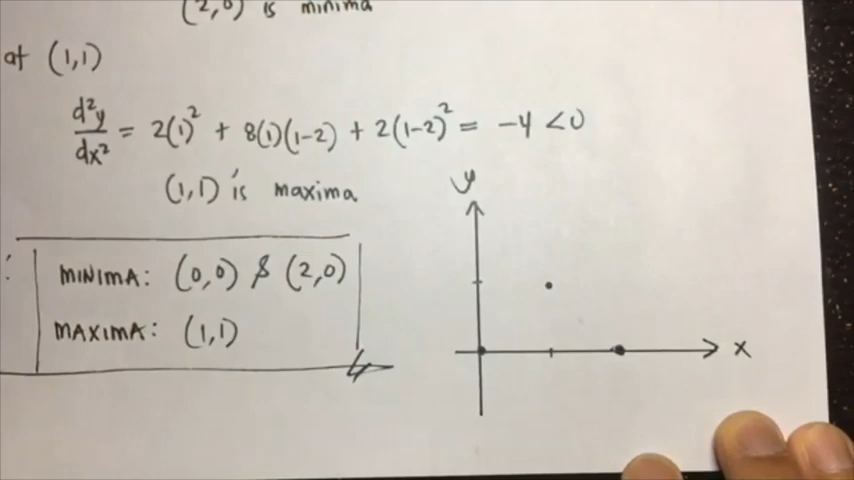 (2,0) is minima
at (1,1)
d²y/dx² = 2(1)² + 8(1)(1-2) + 2(1-2)² = -4 <0
(1,1) is maxima
MINIMA: (0,0) & (2,0)
MAXIMA: (1,1)
y
x